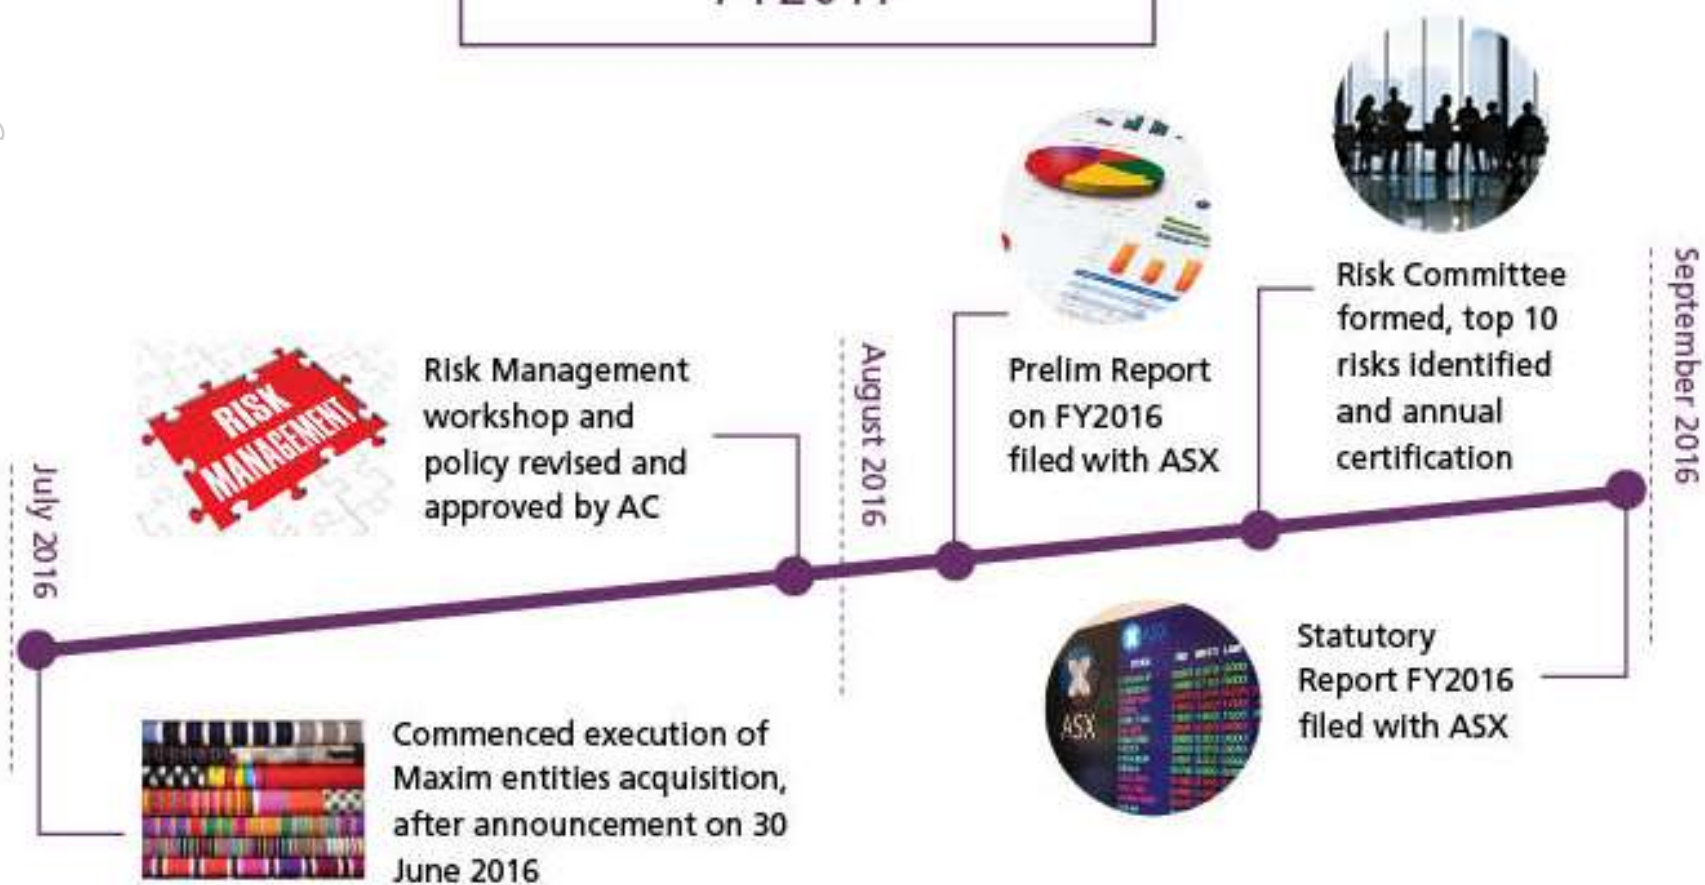 FY2017
July 2016
RISK
MANAGEMENT
Risk Management
workshop and
policy revised and
approved by AC
Commenced execution of
Maxim entities acquisition,
after announcement on 30
June 2016
August 2016
Prelim Report
on FY2016
filed with ASX
Risk Committee
formed, top 10
risks identified
and annual
certification
ASX
Statutory
Report FY2016
filed with ASX
September 2016